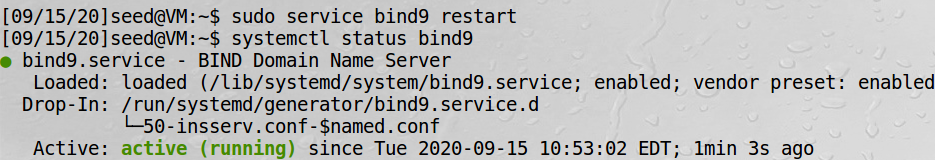 [09/15/20]seed@VM:~$ sudo service bind9 restart
[09/15/20]seed@VM:~$ systemctl status bind9
● bind9.service - BIND Domain Name Server
   Loaded: loaded (/lib/systemd/system/bind9.service; enabled; vendor preset: enabled
  Drop-In: /run/systemd/generator/bind9.service.d
           └─50-insserv.conf-$named.conf
   Active: active (running) since Tue 2020-09-15 10:53:02 EDT; 1min 3s ago